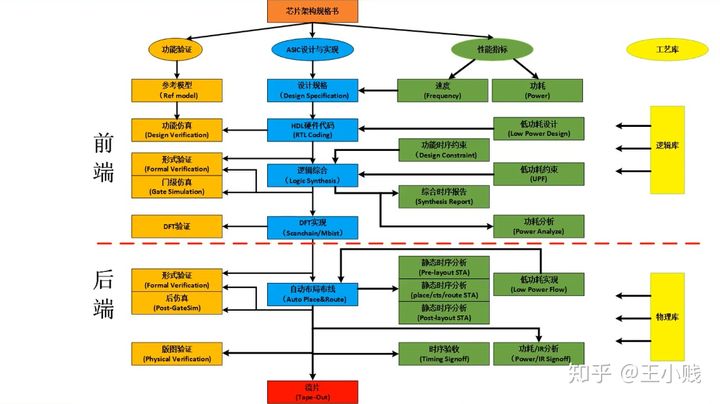 芯片架构规格书
功能验证
ASIC设计与实现
性能指标
工艺库
参考模型
(Ref model)
设计规格
(Design Specification)
速度
(Frequency)
功耗
(Power)
前端
功能仿真
(Design Verification)
HDL硬件代码
(RTL Coding)
低功耗设计
(Low Power Design)
功能时序约束
(Design Constraint)
逻辑库
形式验证
(Formal Verification)
门级仿真
(Gate Simulation)
逻辑综合
(Logic Synthesis)
低功耗约束
(UPF)
综合时序报告
(Synthesis Report)
DFT验证
DFT实现
(Scanchain/Mbist)
功耗分析
(Power Analyze)
后端
形式验证
(Formal Verification)
后仿真
(Post-GateSim)
自动布局布线
(Auto Place&Route)
静态时序分析
(Pre-layout STA)
静态时序分析
(place/cts/route STA)
静态时序分析
(Post-layout STA)
低功耗实现
(Low Power Flow)
物理库
版图验证
(Physical Verification)
时序验收
(Timing Signoff)
功耗/IR分析
(Power/IR Signoff)
流片
(Tape-Out)
知乎 @王小贱